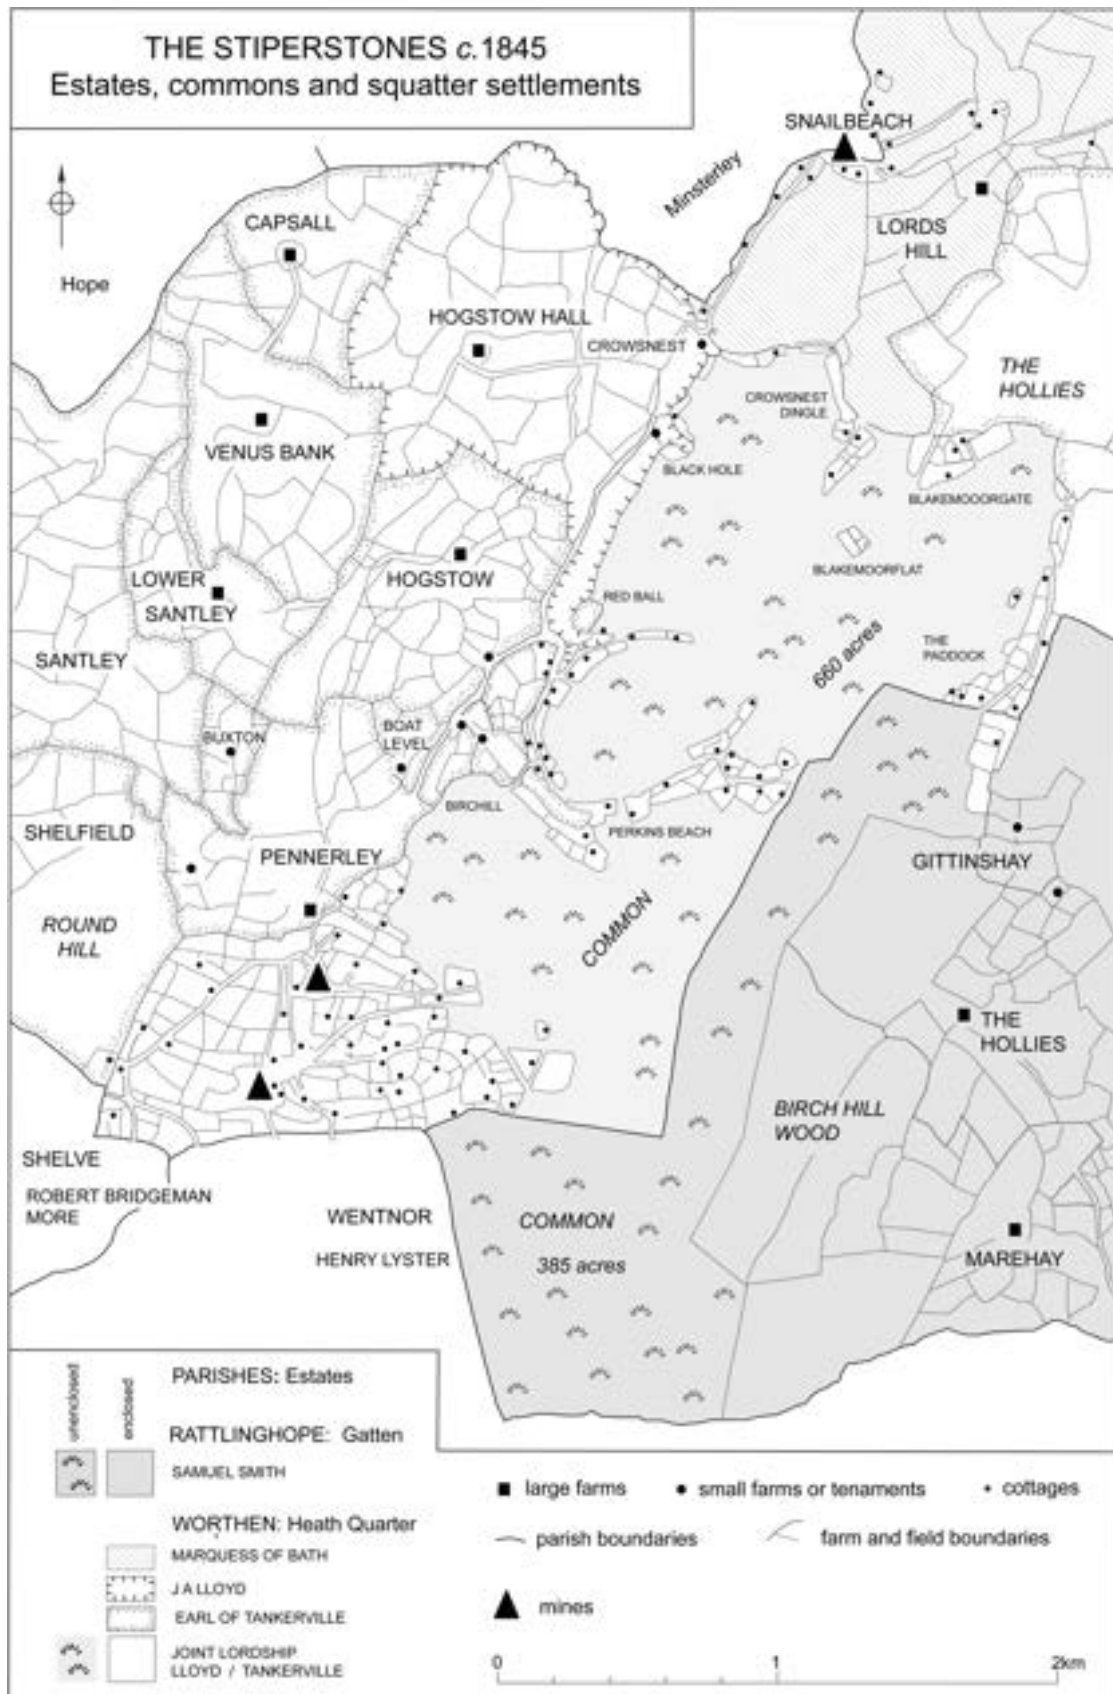 THE STIPERSTONES c.1845
Estates, commons and squatter settlements
SNAILBEACH
Minsterley
CAPSALL
LORDS
HILL
Hope
HOGSTOW HALL
CROWSNEST
THE
HOLLIES
CROWSNEST
DINGLE
VENUS BANK
BLACK HOLE
BLAKEMOOORGATE
LOWER
SANTLEY
HOGSTOW
BLAKEMOORFLAT
RED BALL
SANTLEY
THE
PADDOCK
660 acres
BUXTON
BOAT
LEVEL
BIRCHILL
SHELFIELD
PERKINS BEACH
PENNERLEY
GITTINSHAY
ROUND
HILL
COMMON
THE
HOLLIES
BIRCH HILL
WOOD
SHELVE
ROBERT BRIDGEMAN
MORE
WENTNOR
HENRY LYSTER
COMMON
385 acres
MAREHAY
unenclosed
enclosed
PARISHES: Estates
RATTLINGHOPE: Gatten
SAMUEL SMITH
WORTHEN: Heath Quarter
MARQUESS OF BATH
J A LLOYD
EARL OF TANKERVILLE
JOINT LORDSHIP
LLOYD / TANKERVILLE
large farms
small farms or tenaments
cottages
parish boundaries
farm and field boundaries
mines
0 1 2km